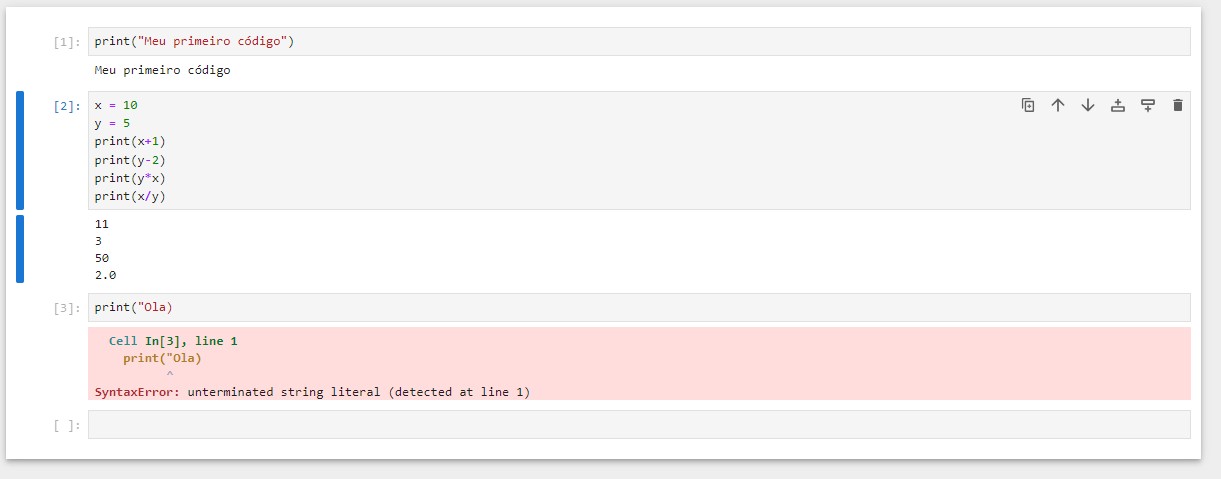 [1]: print("Meu primeiro código")
Meu primeiro código
[2]: x = 10
y = 5
print(x+1)
print(y-2)
print(y*x)
print(x/y)
11
3
50
2.0
[3]: print("Ola)
Cell In[3], line 1
print("Ola)
^
SyntaxError: unterminated string literal (detected at line 1)
[ ]: